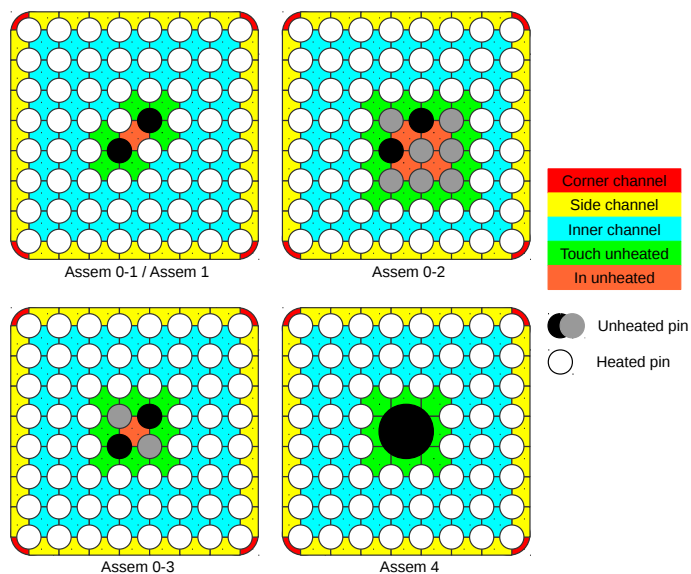 Assem 0-1 / Assem 1
Assem 0-2
Corner channel
Side channel
Inner channel
Touch unheated
In unheated
Unheated pin
Heated pin
Assem 0-3
Assem 4